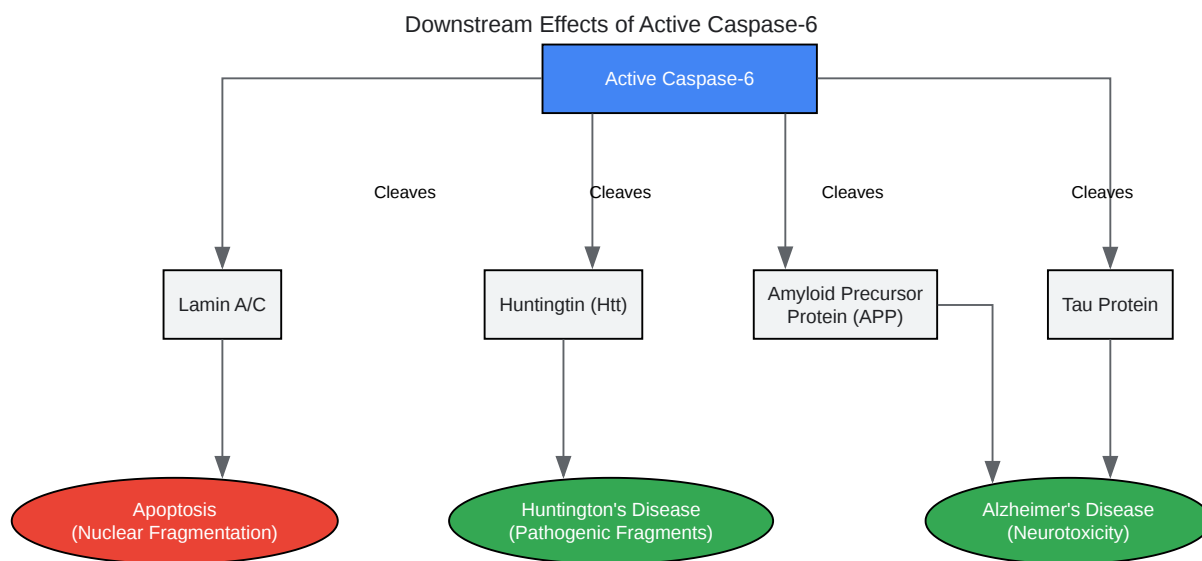 Downstream Effects of Active Caspase-6
Active Caspase-6
Cleaves
Cleaves
Cleaves
Cleaves
Lamin A/C
Huntingtin (Htt)
Amyloid Precursor
Protein (APP)
Tau Protein
Apoptosis
(Nuclear Fragmentation)
Huntington's Disease
(Pathogenic Fragments)
Alzheimer's Disease
(Neurotoxicity)